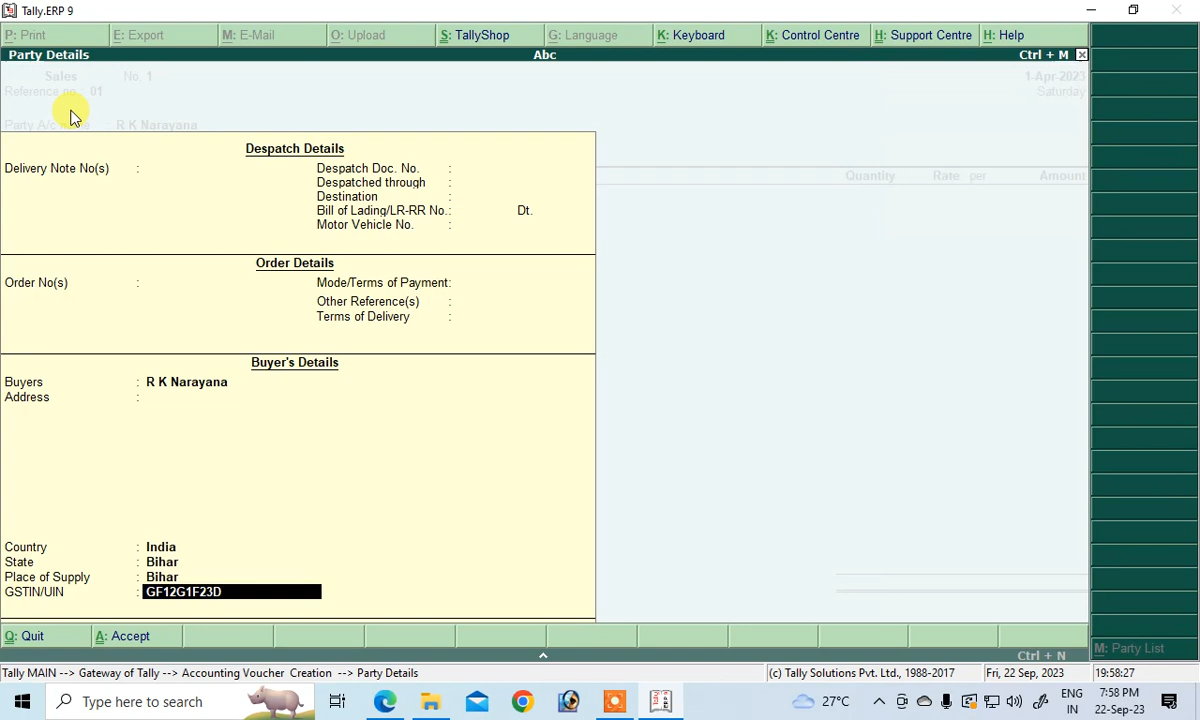 Tally.ERP 9
P: Print E: Export M: E-Mail O: Upload S: TallyShop G: Language K: Keyboard K: Control Centre H: Support Centre H: Help
Party Details Abc Ctrl + M
Sales No. 1 1-Apr-2023
Reference no.: 01 Saturday
Party A/c name : R K Narayana
Quantity Rate per Amount
Despatch Details
Delivery Note No(s) : Despatch Doc. No. :
Despatched through :
Destination :
Bill of Lading/LR-RR No.: Dt.
Motor Vehicle No. :
Order Details
Order No(s) : Mode/Terms of Payment:
Other Reference(s) :
Terms of Delivery :
Buyer's Details
Buyers : R K Narayana
Address :
Country : India
State : Bihar
Place of Supply : Bihar
GSTIN/UIN : GF12G1F23D
Q: Quit A: Accept M: Party List
Ctrl + N
Tally MAIN --> Gateway of Tally --> Accounting Voucher Creation --> Party Details (c) Tally Solutions Pvt. Ltd., 1988-2017 Fri, 22 Sep, 2023 19:58:27
Type here to search 27°C ENG IN 7:58 PM 22-Sep-23